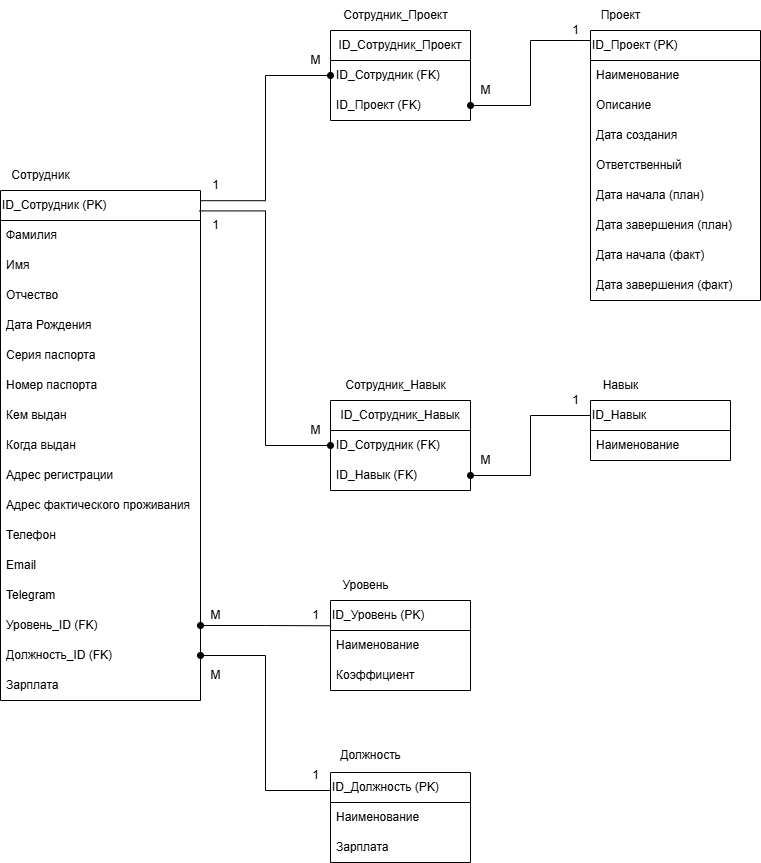 Сотрудник_Проект
ID_Сотрудник_Проект
ID_Сотрудник (FK)
ID_Проект (FK)
M
M
1
Проект
ID_Проект (PK)
Наименование
Описание
Дата создания
Ответственный
Дата начала (план)
Дата завершения (план)
Дата начала (факт)
Дата завершения (факт)
Сотрудник
1
1
ID_Сотрудник (PK)
Фамилия
Имя
Отчество
Дата Рождения
Серия паспорта
Номер паспорта
Кем выдан
Когда выдан
Адрес регистрации
Адрес фактического проживания
Телефон
Email
Telegram
Уровень_ID (FK)
Должность_ID (FK)
Зарплата
Сотрудник_Навык
ID_Сотрудник_Навык
ID_Сотрудник (FK)
ID_Навык (FK)
M
M
1
Навык
ID_Навык
Наименование
M
1
Уровень
ID_Уровень (PK)
Наименование
Коэффициент
M
1
Должность
ID_Должность (PK)
Наименование
Зарплата